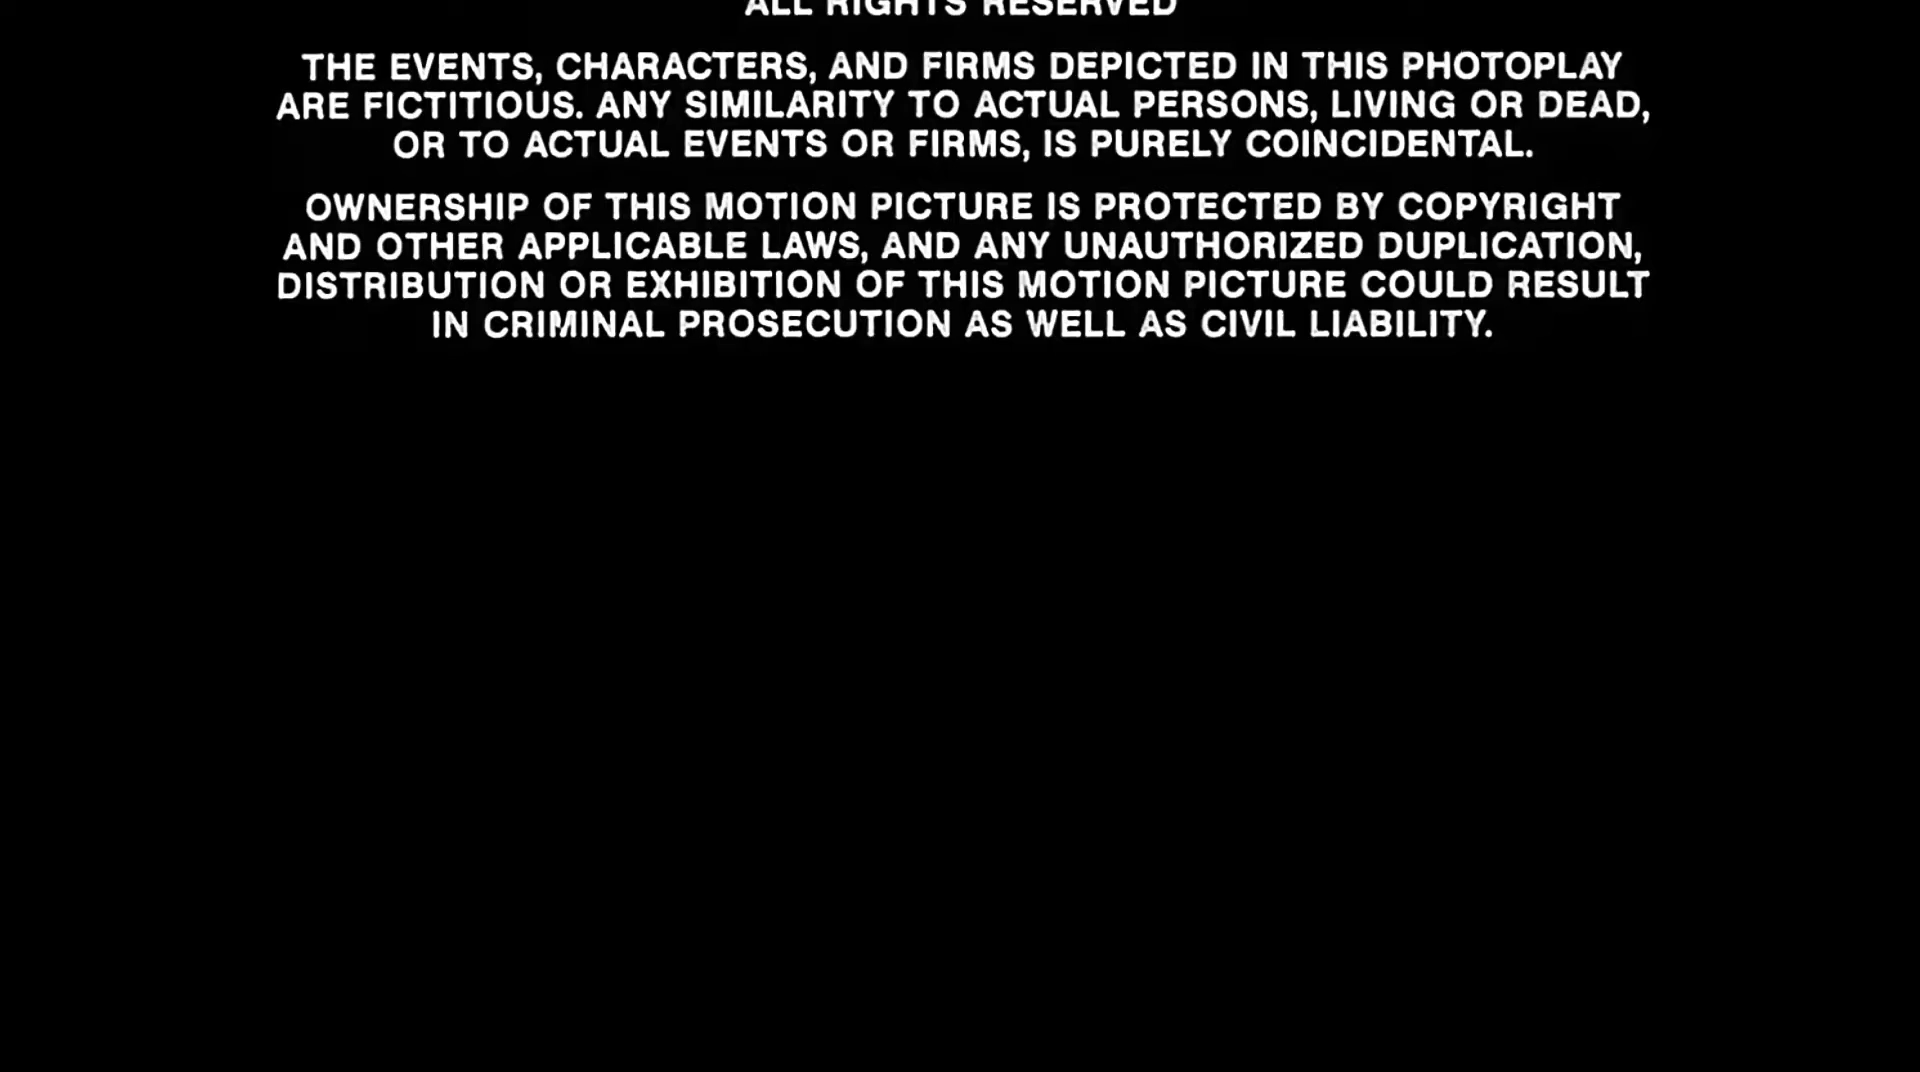 ALL RIGHTS RESERVED
THE EVENTS, CHARACTERS, AND FIRMS DEPICTED IN THIS PHOTOPLAY
ARE FICTITIOUS. ANY SIMILARITY TO ACTUAL PERSONS, LIVING OR DEAD,
OR TO ACTUAL EVENTS OR FIRMS, IS PURELY COINCIDENTAL.
OWNERSHIP OF THIS MOTION PICTURE IS PROTECTED BY COPYRIGHT
AND OTHER APPLICABLE LAWS, AND ANY UNAUTHORIZED DUPLICATION,
DISTRIBUTION OR EXHIBITION OF THIS MOTION PICTURE COULD RESULT
IN CRIMINAL PROSECUTION AS WELL AS CIVIL LIABILITY.